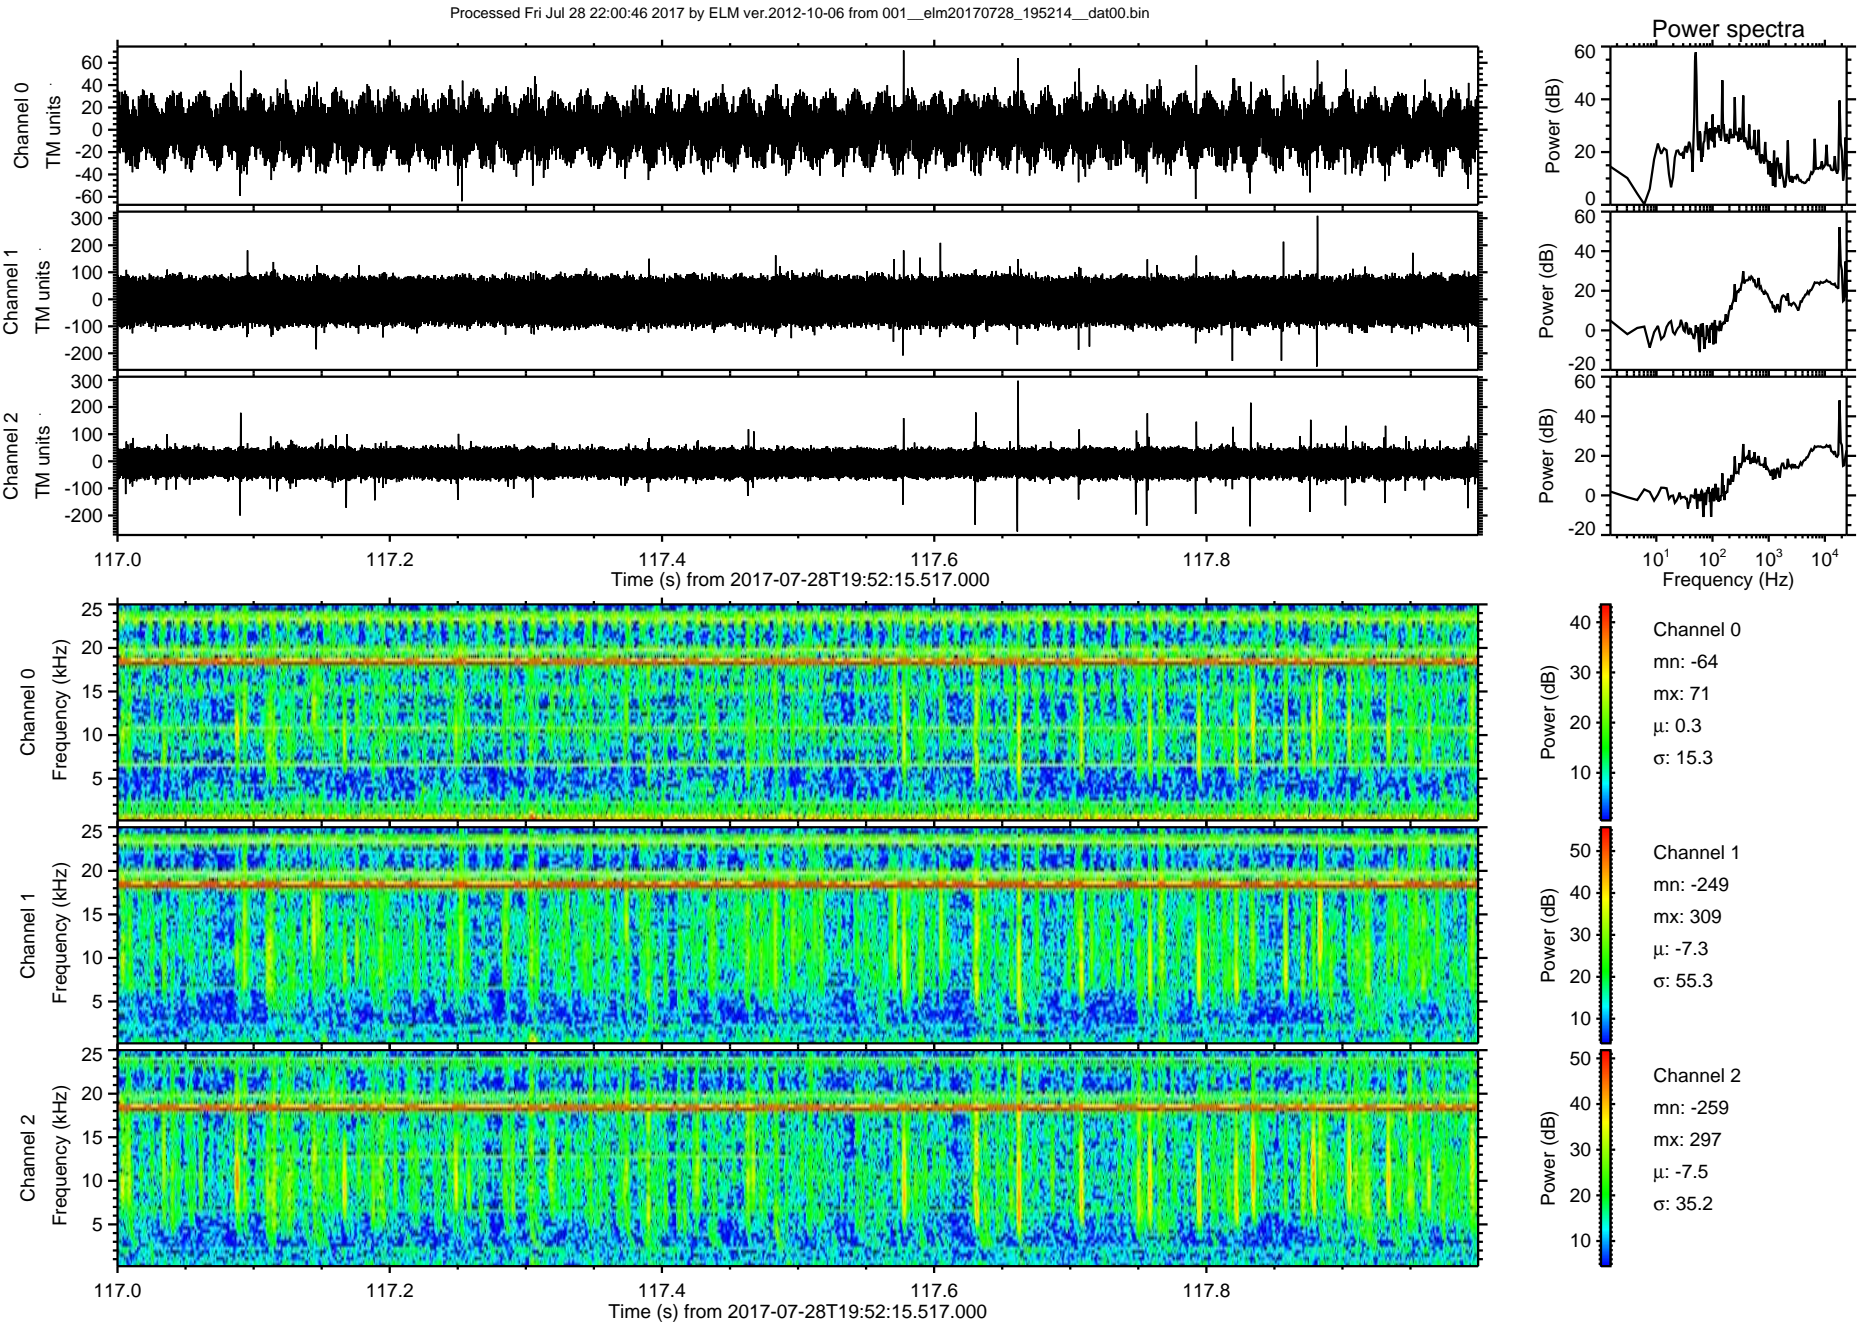 Processed Fri Jul 28 22:00:46 2017 by ELM ver.2012-10-06 from 001__elm20170728_195214__dat00.bin
Power spectra
Channel 0
TM units
60
40
20
0
-20
-40
-60
Power (dB)
60
40
20
0
Channel 1
TM units
300
200
100
0
-100
-200
Power (dB)
60
40
20
0
-20
Channel 2
TM units
300
200
100
0
-100
-200
Power (dB)
60
40
20
0
-20
117.0 117.2 117.4 117.6 117.8
Time (s) from 2017-07-28T19:52:15.517.000
10^1 10^2 10^3 10^4
Frequency (Hz)
Channel 0
Frequency (kHz)
25
20
15
10
5
Power (dB)
40
30
20
10
Channel 0
mn: -64
mx: 71
μ: 0.3
σ: 15.3
Channel 1
Frequency (kHz)
25
20
15
10
5
Power (dB)
50
40
30
20
10
Channel 1
mn: -249
mx: 309
μ: -7.3
σ: 55.3
Channel 2
Frequency (kHz)
25
20
15
10
5
Power (dB)
50
40
30
20
10
Channel 2
mn: -259
mx: 297
μ: -7.5
σ: 35.2
117.0 117.2 117.4 117.6 117.8
Time (s) from 2017-07-28T19:52:15.517.000